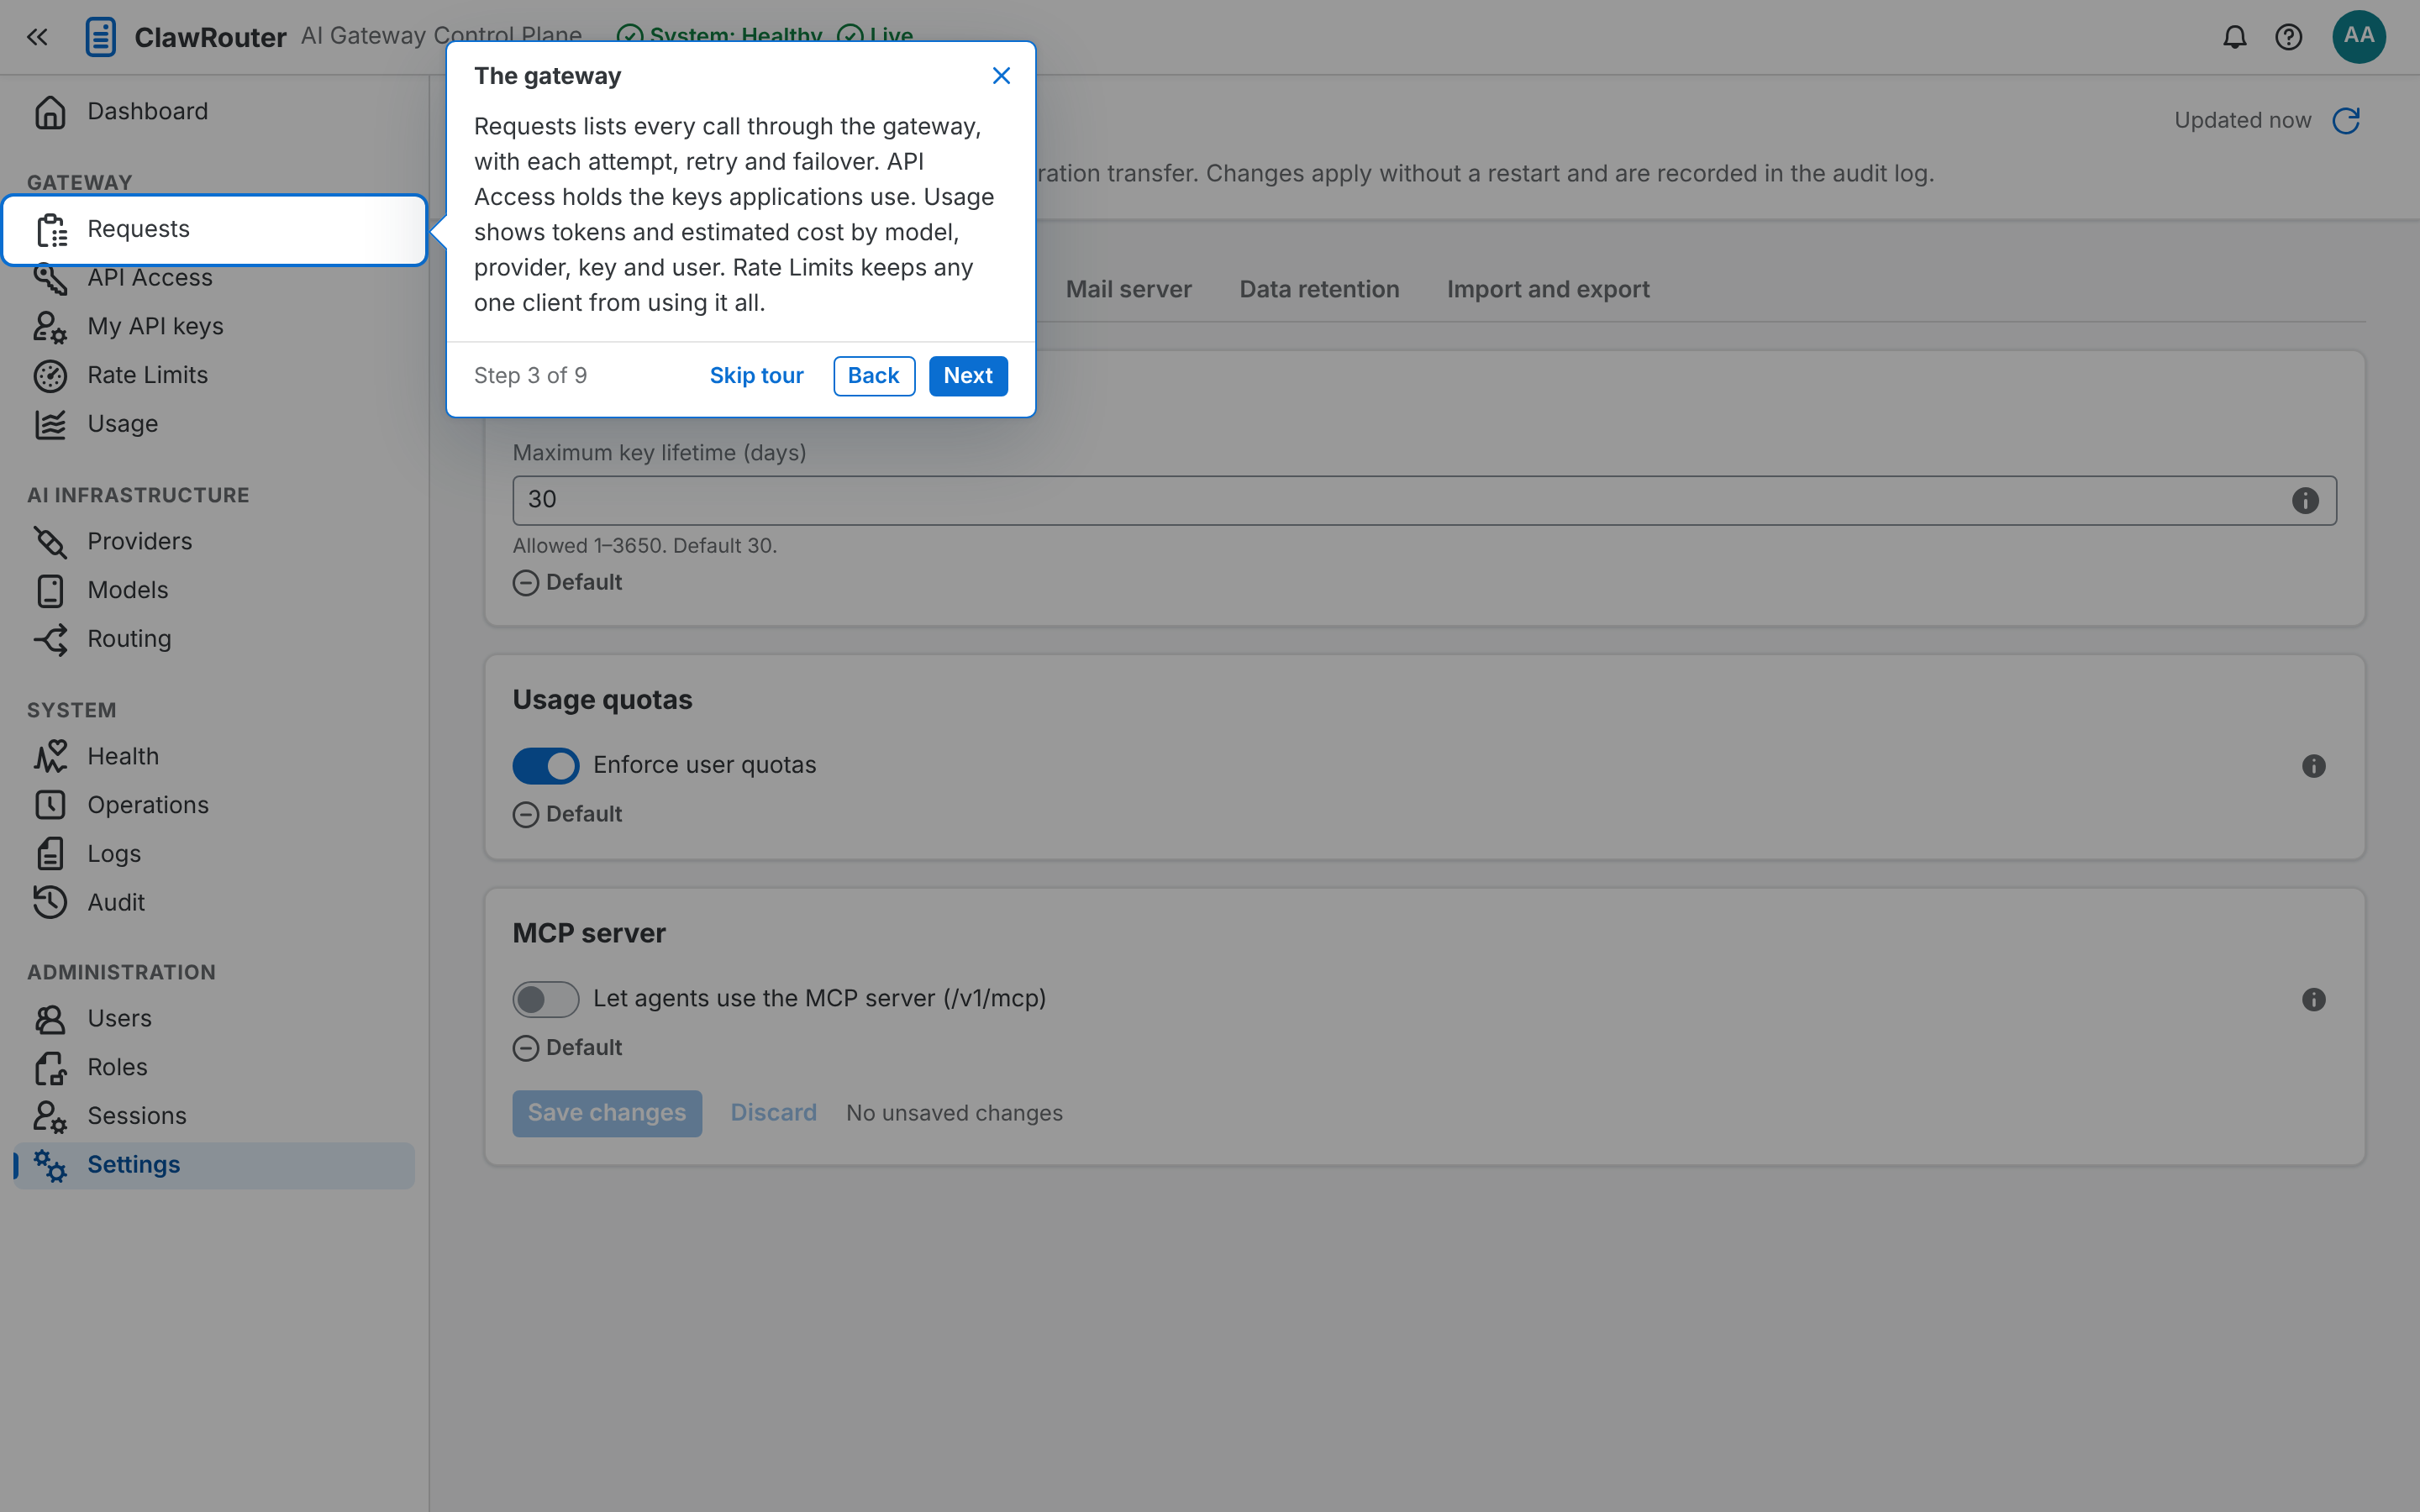 ClawRouter AI Gateway Control Plane System: Healthy Live AA
The gateway
Requests lists every call through the gateway,
with each attempt, retry and failover. API
Access holds the keys applications use. Usage
shows tokens and estimated cost by model,
provider, key and user. Rate Limits keeps any
one client from using it all.
Step 3 of 9 Skip tour Back Next
Dashboard
GATEWAY
Requests
API Access
My API keys
Rate Limits
Usage
AI INFRASTRUCTURE
Providers
Models
Routing
SYSTEM
Health
Operations
Logs
Audit
ADMINISTRATION
Users
Roles
Sessions
Settings
Updated now
ration transfer. Changes apply without a restart and are recorded in the audit log.
Mail server Data retention Import and export
Maximum key lifetime (days)
30
Allowed 1–3650. Default 30.
Default
Usage quotas
Enforce user quotas
Default
MCP server
Let agents use the MCP server (/v1/mcp)
Default
Save changes Discard No unsaved changes